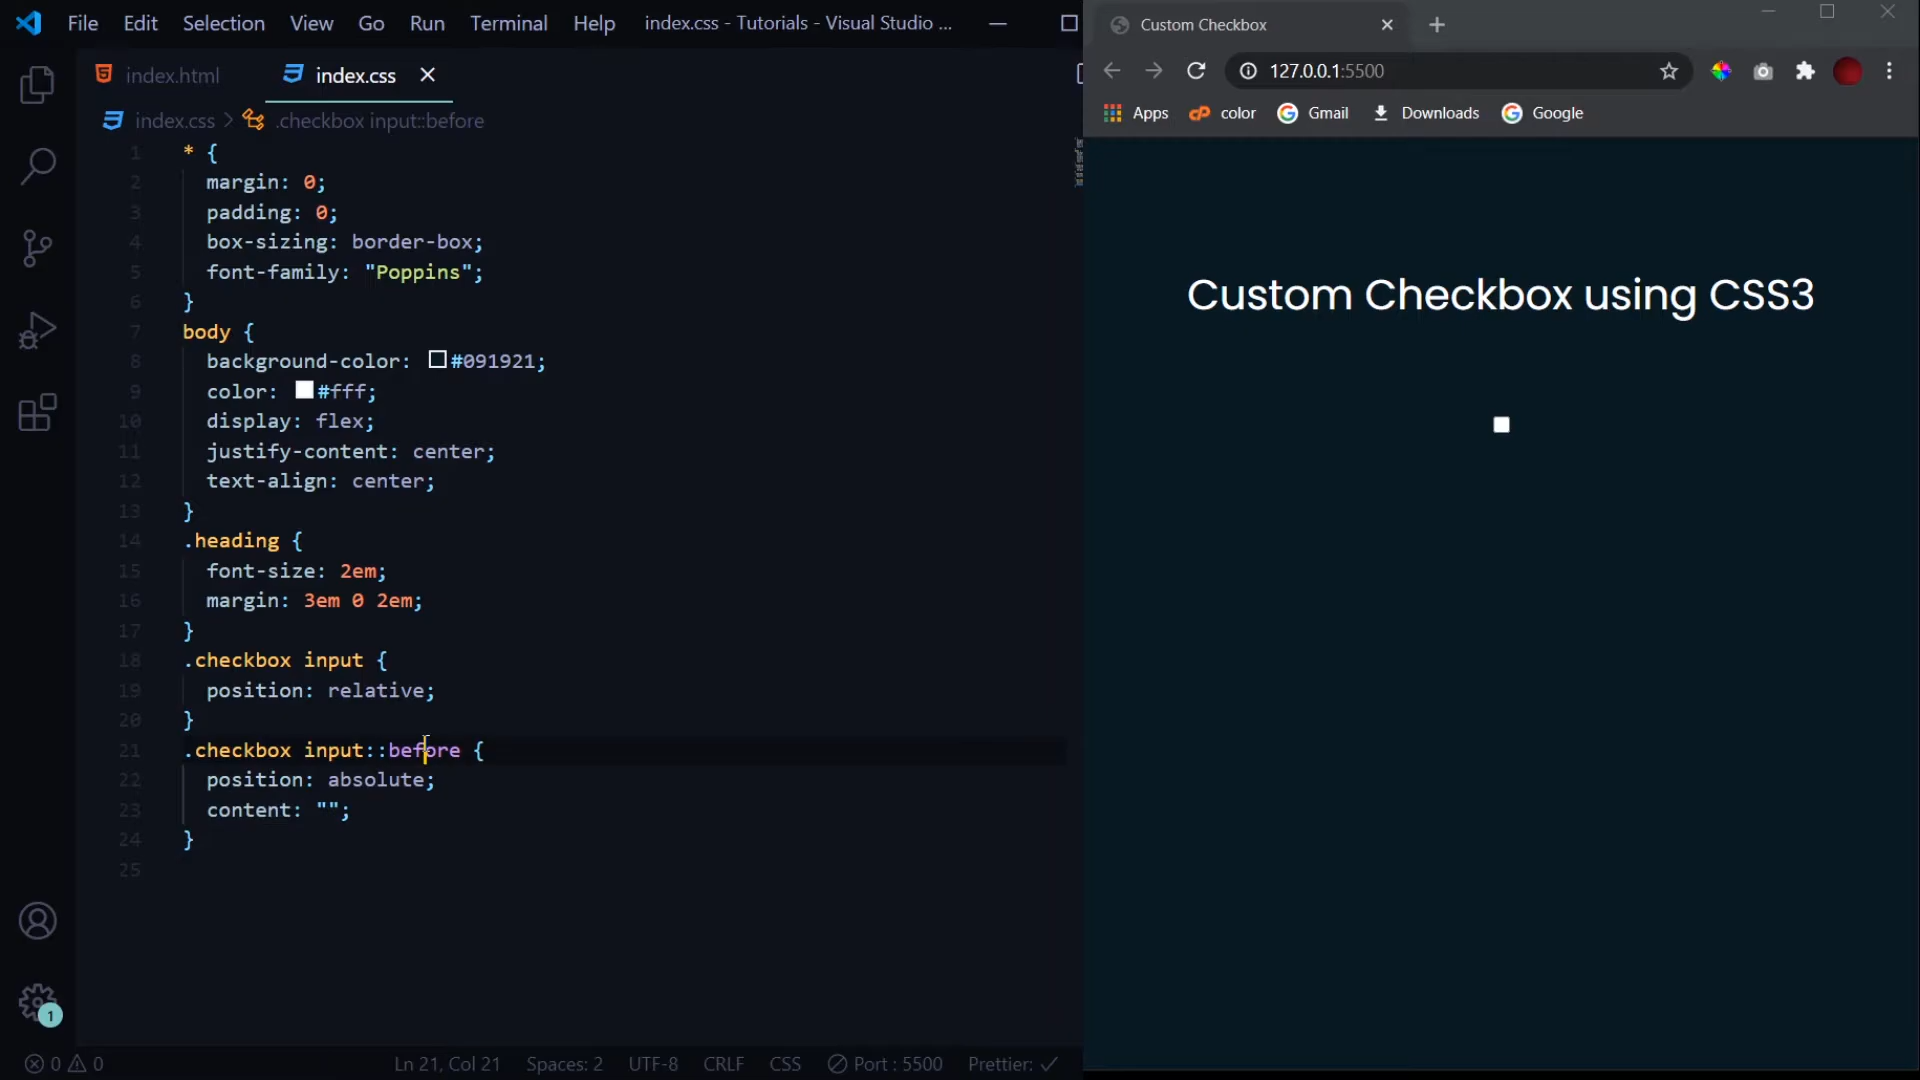 File Edit Selection View Go Run Terminal Help index.css - Tutorials - Visual Studio ...
index.html index.css
index.css > .checkbox input::before
1 * {
2 margin: 0;
3 padding: 0;
4 box-sizing: border-box;
5 font-family: "Poppins";
6 }
7 body {
8 background-color: #091921;
9 color: #fff;
10 display: flex;
11 justify-content: center;
12 text-align: center;
13 }
14 .heading {
15 font-size: 2em;
16 margin: 3em 0 2em;
17 }
18 .checkbox input {
19 position: relative;
20 }
21 .checkbox input::before {
22 position: absolute;
23 content: "";
24 }
25
1
0 0 Ln 21, Col 21 Spaces: 2 UTF-8 CRLF CSS Port : 5500 Prettier: ✓
Custom Checkbox
127.0.0.1:5500
Apps color Gmail Downloads Google
Custom Checkbox using CSS3